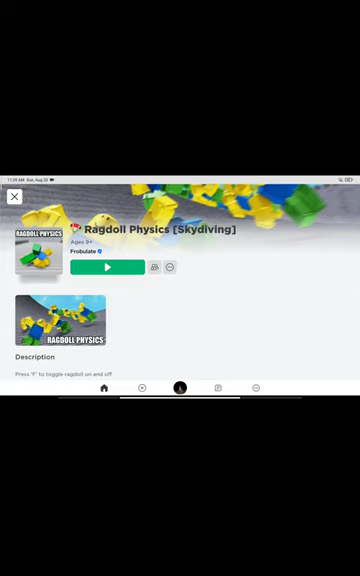 11:39 AM Sun, Aug 20
RAGDOLL PHYSICS
Ragdoll Physics [Skydiving]
Ages 9+
Frobulate
RAGDOLL PHYSICS
Description
Press "F" to toggle ragdoll on and off